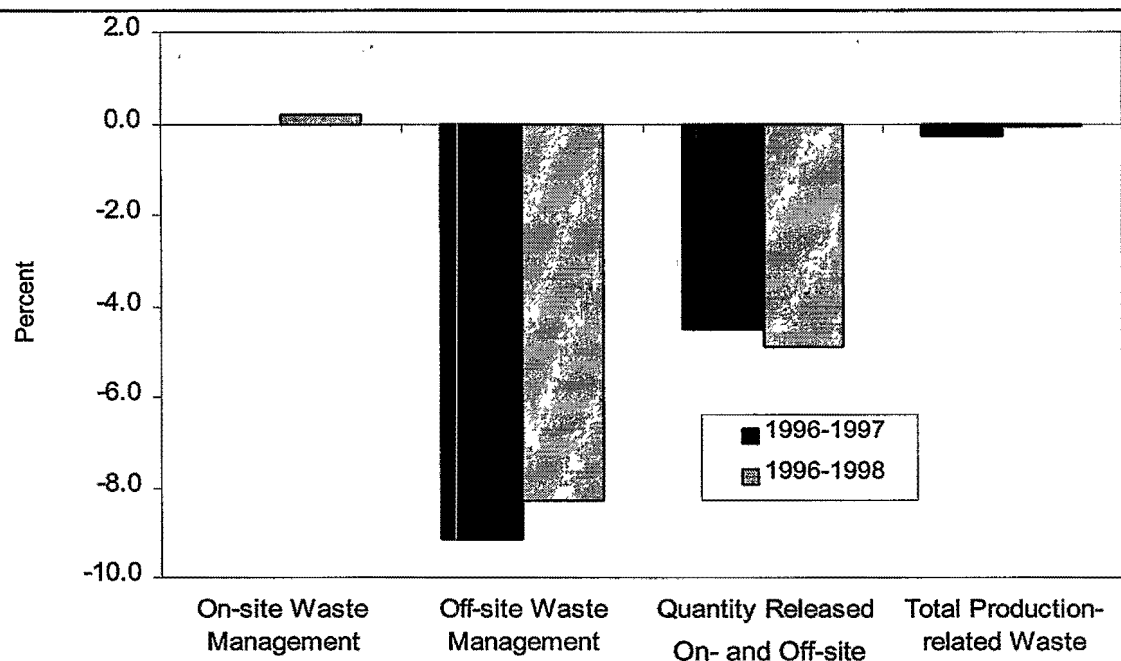 2.0
0.0
-2.0
-4.0
-6.0
-8.0
-10.0
Percent
1996-1997
1996-1998
On-site Waste
Management
Off-site Waste
Management
Quantity Released
On- and Off-site
Total Production-
related Waste